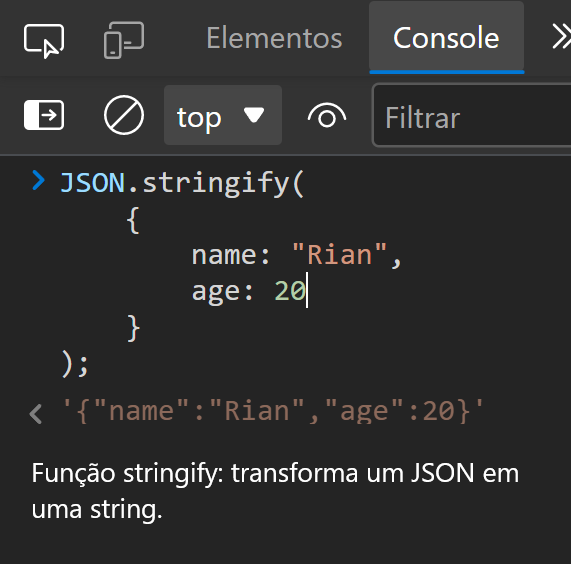 Elementos Console
top Filtrar
JSON.stringify(
{
name: "Rian",
age: 20
}
);
'{"name":"Rian","age":20}'
Função stringify: transforma um JSON em
uma string.